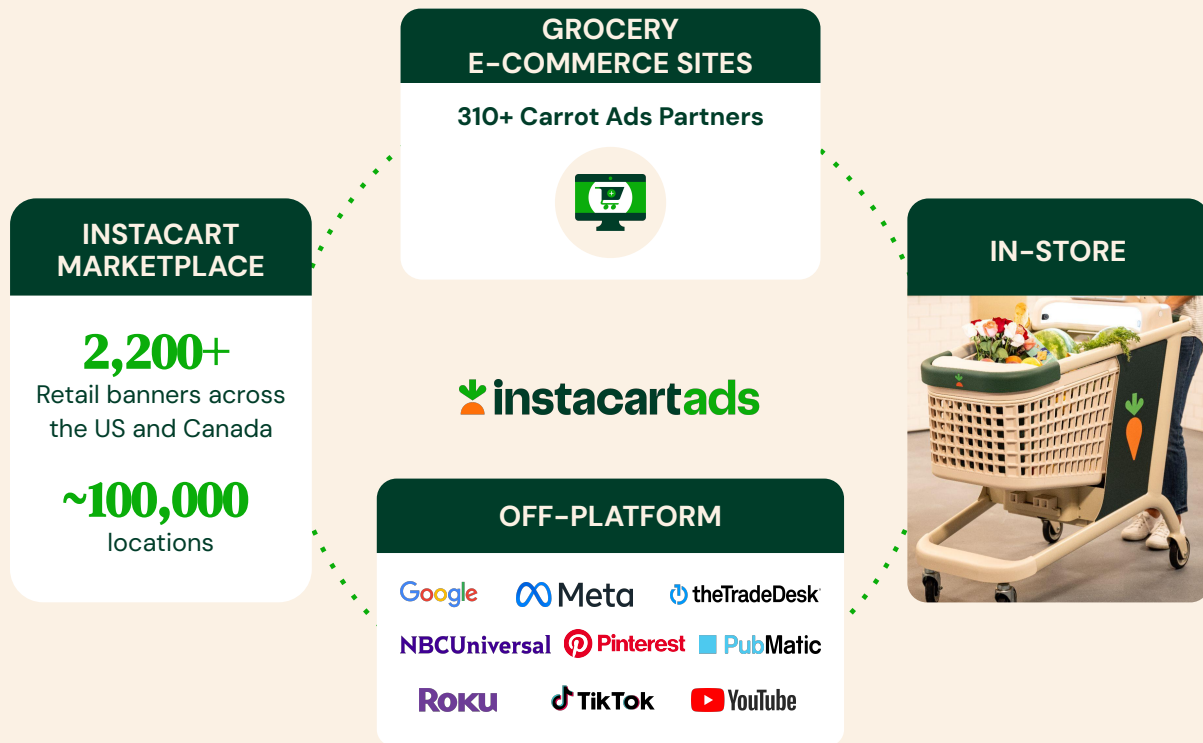 GROCERY
E-COMMERCE SITES
310+ Carrot Ads Partners
INSTACART
MARKETPLACE
2,200+
Retail banners across
the US and Canada
~100,000
locations
instacartads
IN-STORE
OFF-PLATFORM
Google
Meta
theTradeDesk
NBCUniversal
Pinterest
PubMatic
Roku
TikTok
YouTube